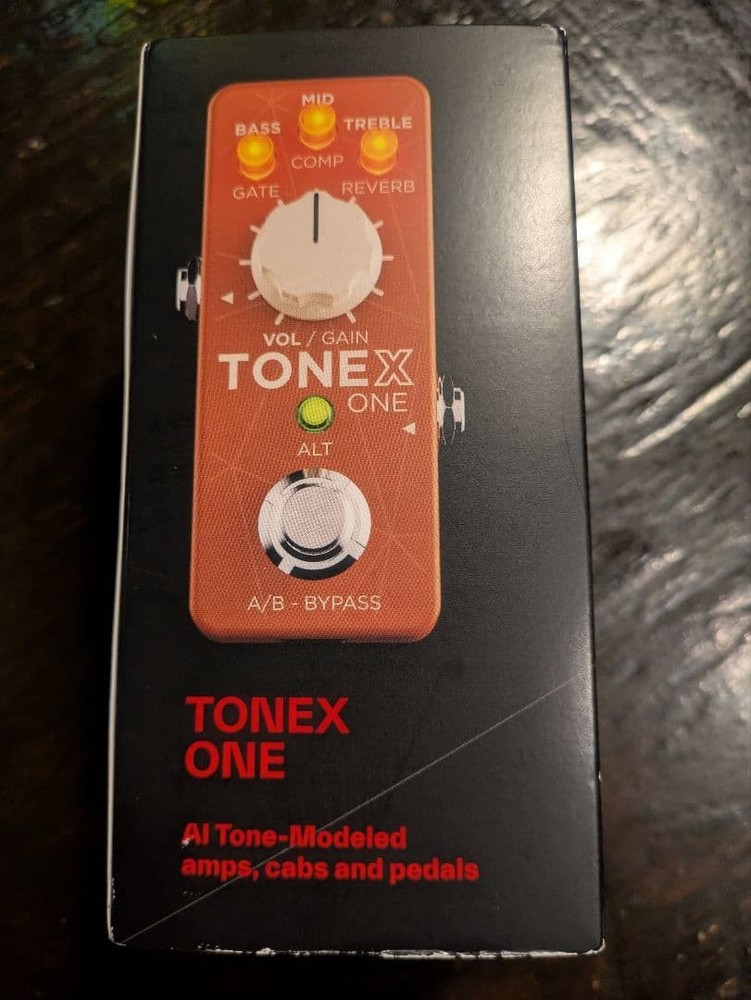 MID
BASS TREBLE
COMP
GATE REVERB
VOL / GAIN
TONEX
ONE
ALT
A/B - BYPASS
TONEX
ONE
AI Tone-Modeled
amps, cabs and pedals